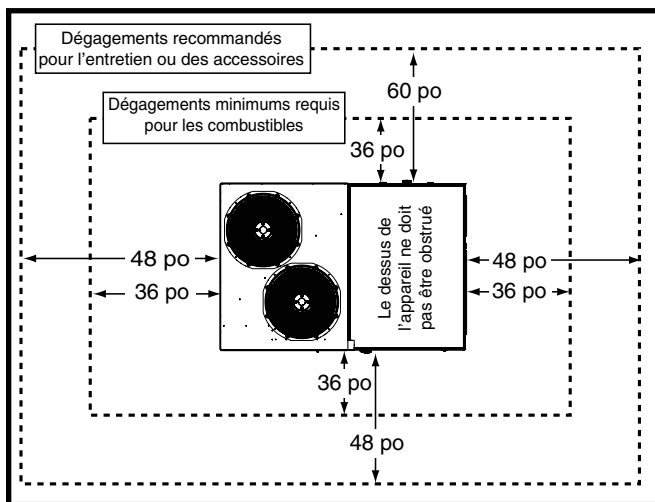 Dégagements recommandés
pour l'entretien ou des accessoires
60 po
Dégagements minimums requis
pour les combustibles
36 po
Le dessus de
l'appareil ne doit
pas être obstrué
48 po
36 po
48 po
36 po
36 po
48 po